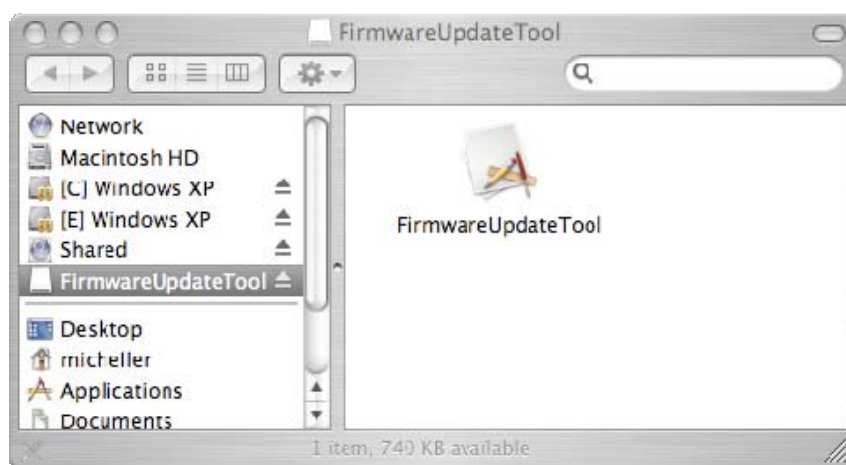 FirmwareUpdateTool
Network
Macintosh HD
[C] Windows XP
[E] Windows XP
Shared
FirmwareUpdateTool
Desktop
micheller
Applications
Documents
FirmwareUpdateTool
1 item, 740 KB available